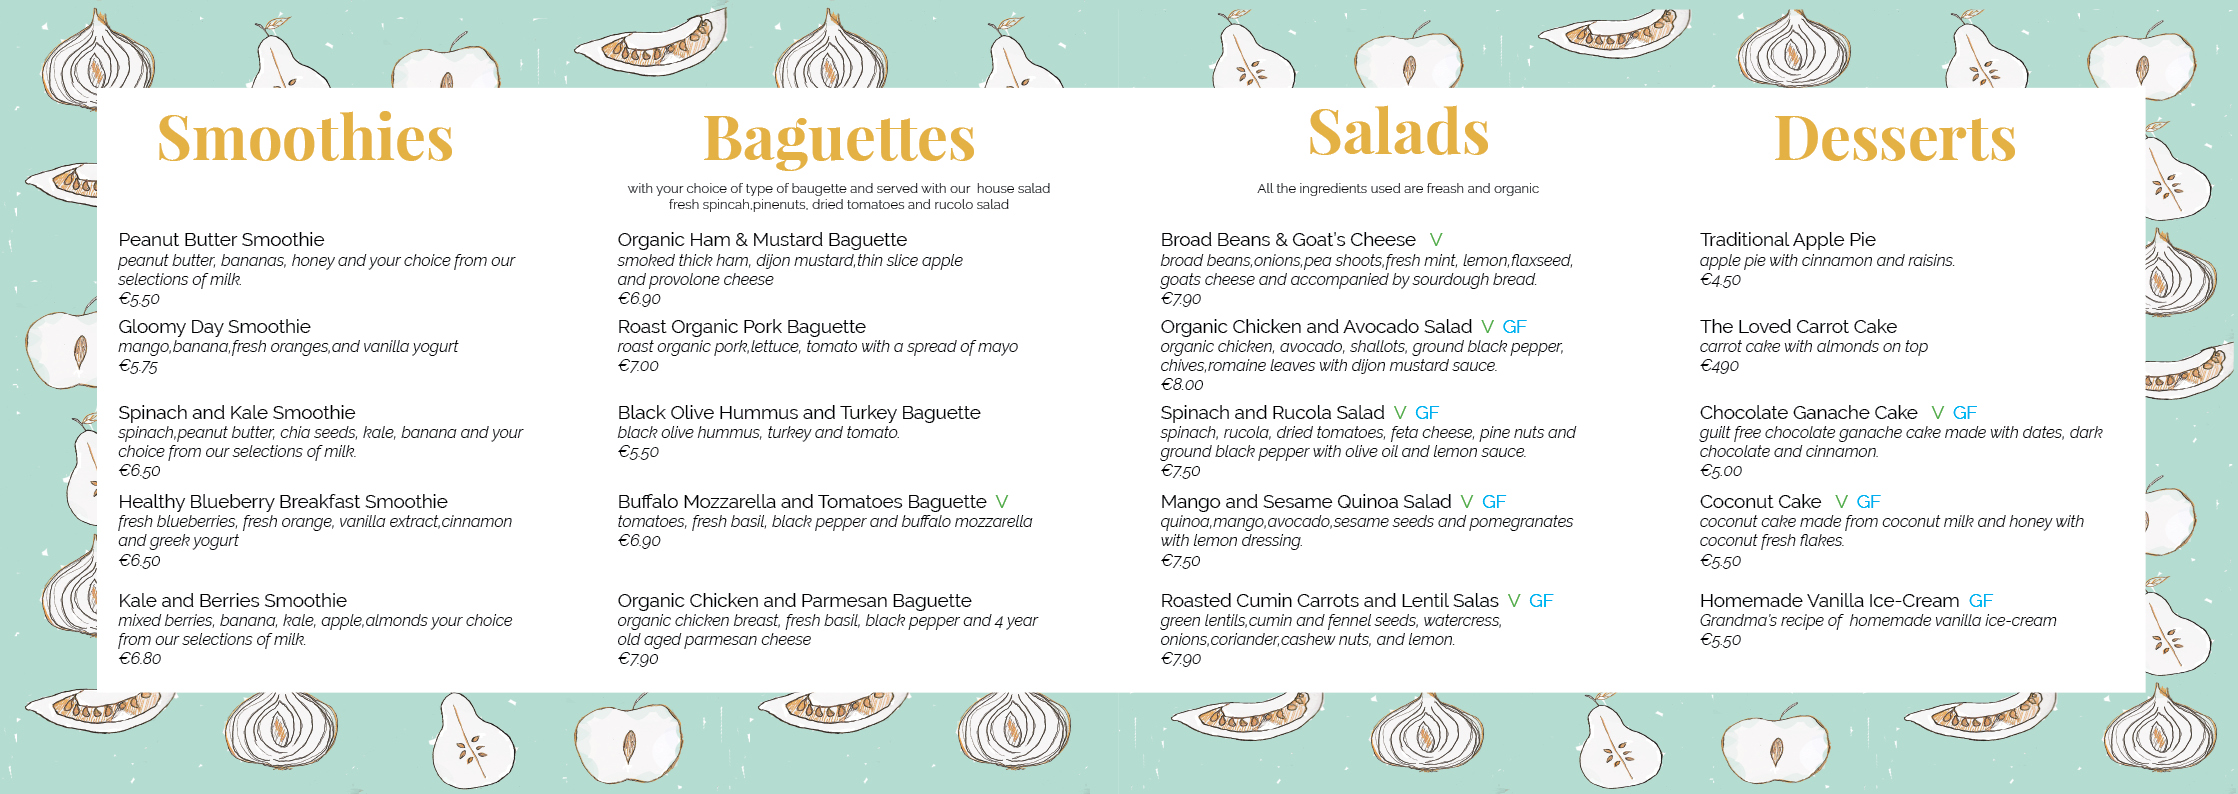 Smoothies
Peanut Butter Smoothie
peanut butter, bananas, honey and your choice from our
selections of milk.
€5.50
Gloomy Day Smoothie
mango,banana,fresh oranges,and vanilla yogurt
€5.75
Spinach and Kale Smoothie
spinach,peanut butter, chia seeds, kale, banana and your
choice from our selections of milk.
€6.50
Healthy Blueberry Breakfast Smoothie
fresh blueberries, fresh orange, vanilla extract,cinnamon
and greek yogurt
€6.50
Kale and Berries Smoothie
mixed berries, banana, kale, apple,almonds your choice
from our selections of milk.
€6.80
Baguettes
with your choice of type of baugette and served with our house salad
fresh spincah,pinenuts, dried tomatoes and rucolo salad
Organic Ham & Mustard Baguette
smoked thick ham, dijon mustard,thin slice apple
and provolone cheese
€6.90
Roast Organic Pork Baguette
roast organic pork,lettuce, tomato with a spread of mayo
€7.00
Black Olive Hummus and Turkey Baguette
black olive hummus, turkey and tomato.
€5.50
Buffalo Mozzarella and Tomatoes Baguette V
tomatoes, fresh basil, black pepper and buffalo mozzarella
€6.90
Organic Chicken and Parmesan Baguette
organic chicken breast, fresh basil, black pepper and 4 year
old aged parmesan cheese
€7.90
Salads
All the ingredients used are freash and organic
Broad Beans & Goat's Cheese V
broad beans,onions,pea shoots,fresh mint, lemon,flaxseed,
goats cheese and accompanied by sourdough bread.
€7.90
Organic Chicken and Avocado Salad V GF
organic chicken, avocado, shallots, ground black pepper,
chives,romaine leaves with dijon mustard sauce.
€8.00
Spinach and Rucola Salad V GF
spinach, rucola, dried tomatoes, feta cheese, pine nuts and
ground black pepper with olive oil and lemon sauce.
€7.50
Mango and Sesame Quinoa Salad V GF
quinoa,mango,avocado,sesame seeds and pomegranates
with lemon dressing.
€7.50
Roasted Cumin Carrots and Lentil Salas V GF
green lentils,cumin and fennel seeds, watercress,
onions,coriander,cashew nuts, and lemon.
€7.90
Desserts
Traditional Apple Pie
apple pie with cinnamon and raisins.
€4.50
The Loved Carrot Cake
carrot cake with almonds on top
€490
Chocolate Ganache Cake V GF
guilt free chocolate ganache cake made with dates, dark
chocolate and cinnamon.
€5.00
Coconut Cake V GF
coconut cake made from coconut milk and honey with
coconut fresh flakes.
€5.50
Homemade Vanilla Ice-Cream GF
Grandma's recipe of homemade vanilla ice-cream
€5.50